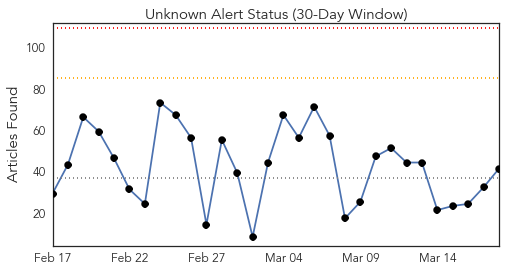 Unknown Alert Status (30-Day Window)
Articles Found
100
80
60
40
20
Feb 17 Feb 22 Feb 27 Mar 04 Mar 09 Mar 14